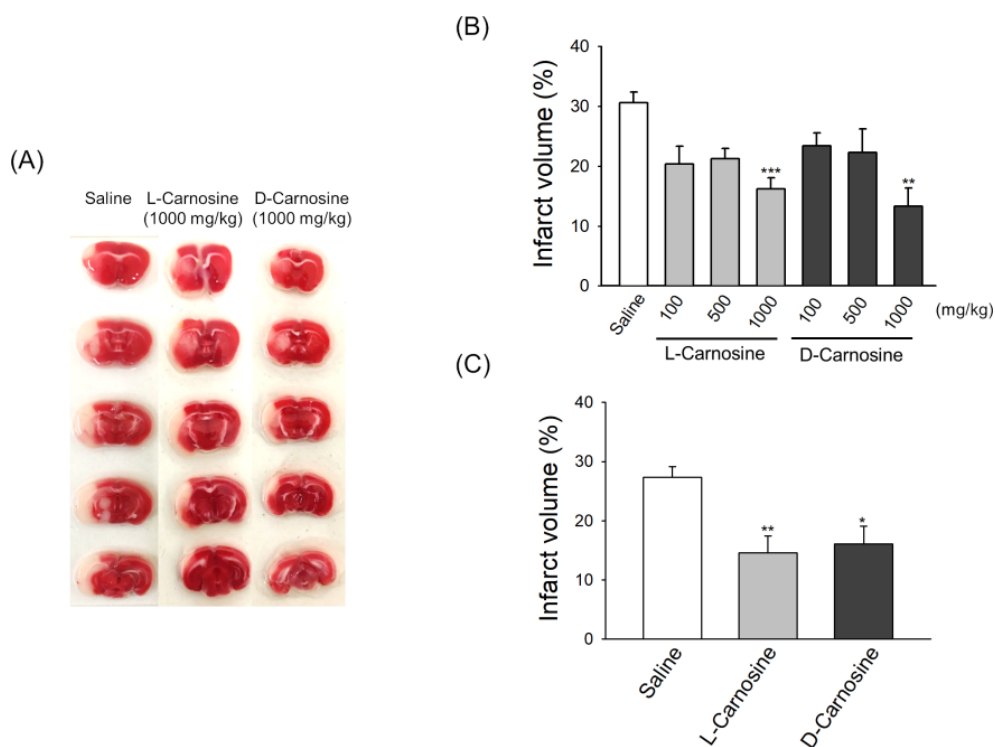 (A)
Saline L-Carnosine D-Carnosine
(1000 mg/kg) (1000 mg/kg)
(B)
Infarct volume (%)
40
30
20
10
0
Saline 100 500 1000 100 500 1000 (mg/kg)
L-Carnosine D-Carnosine
***
**
(C)
Infarct volume (%)
40
30
20
10
0
**
*
Saline L-Carnosine D-Carnosine